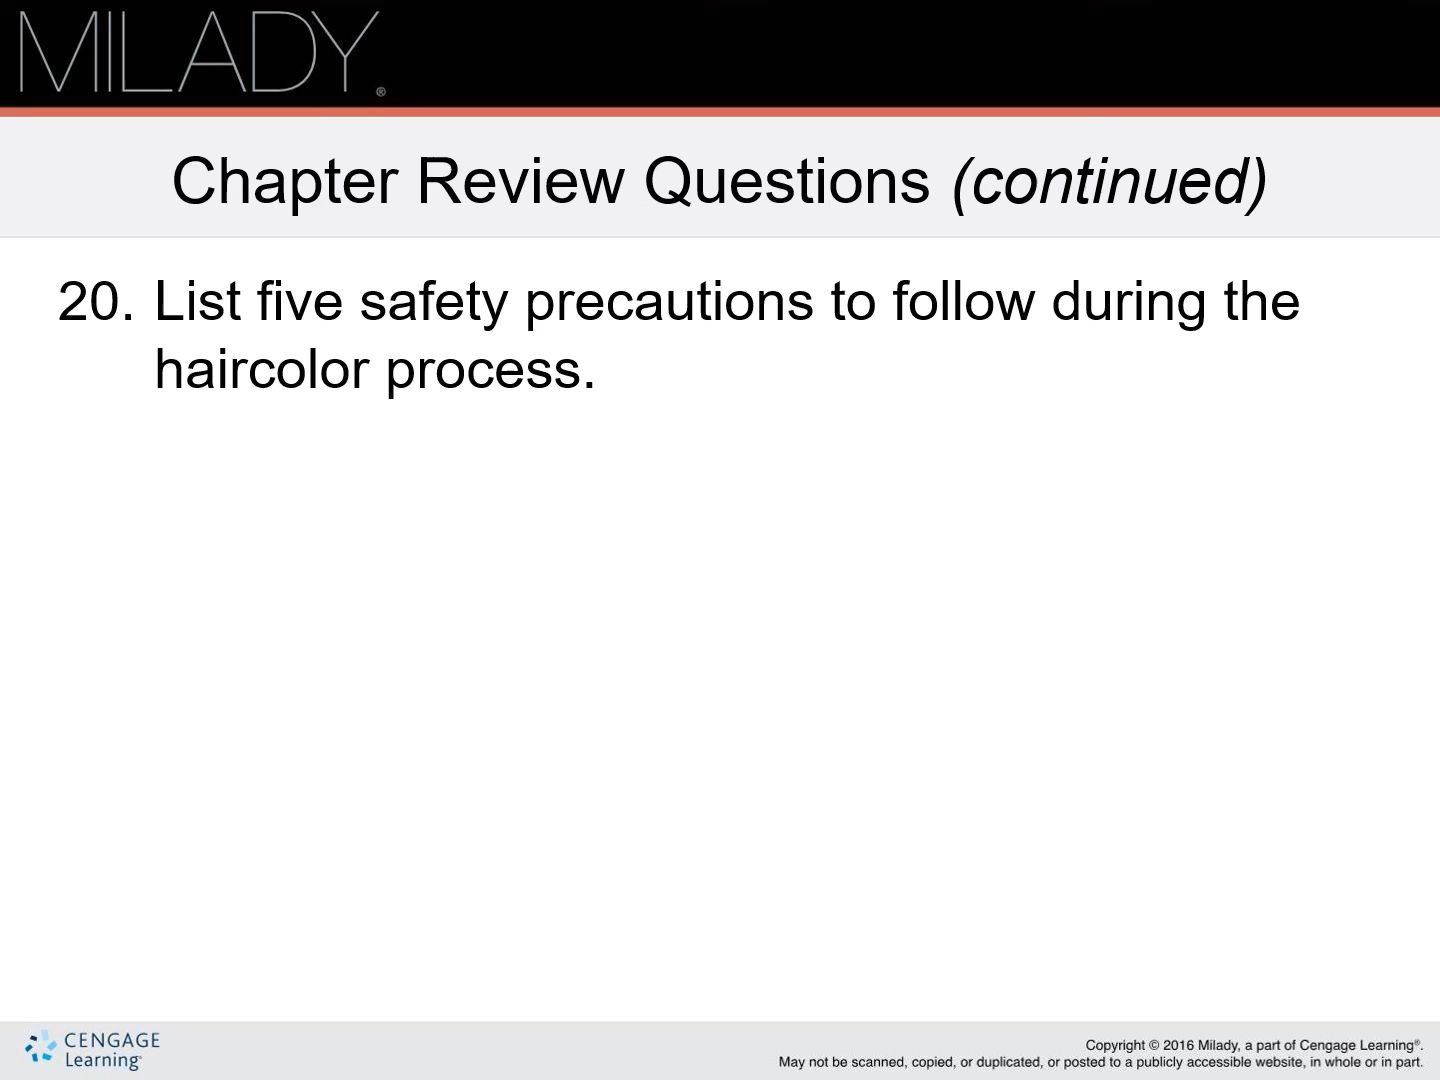 MILADY®
Chapter Review Questions (continued)
20. List five safety precautions to follow during the
haircolor process.
CENGAGE
Learning®
Copyright © 2016 Milady, a part of Cengage Learning®.
May not be scanned, copied, or duplicated, or posted to a publicly accessible website, in whole or in part.